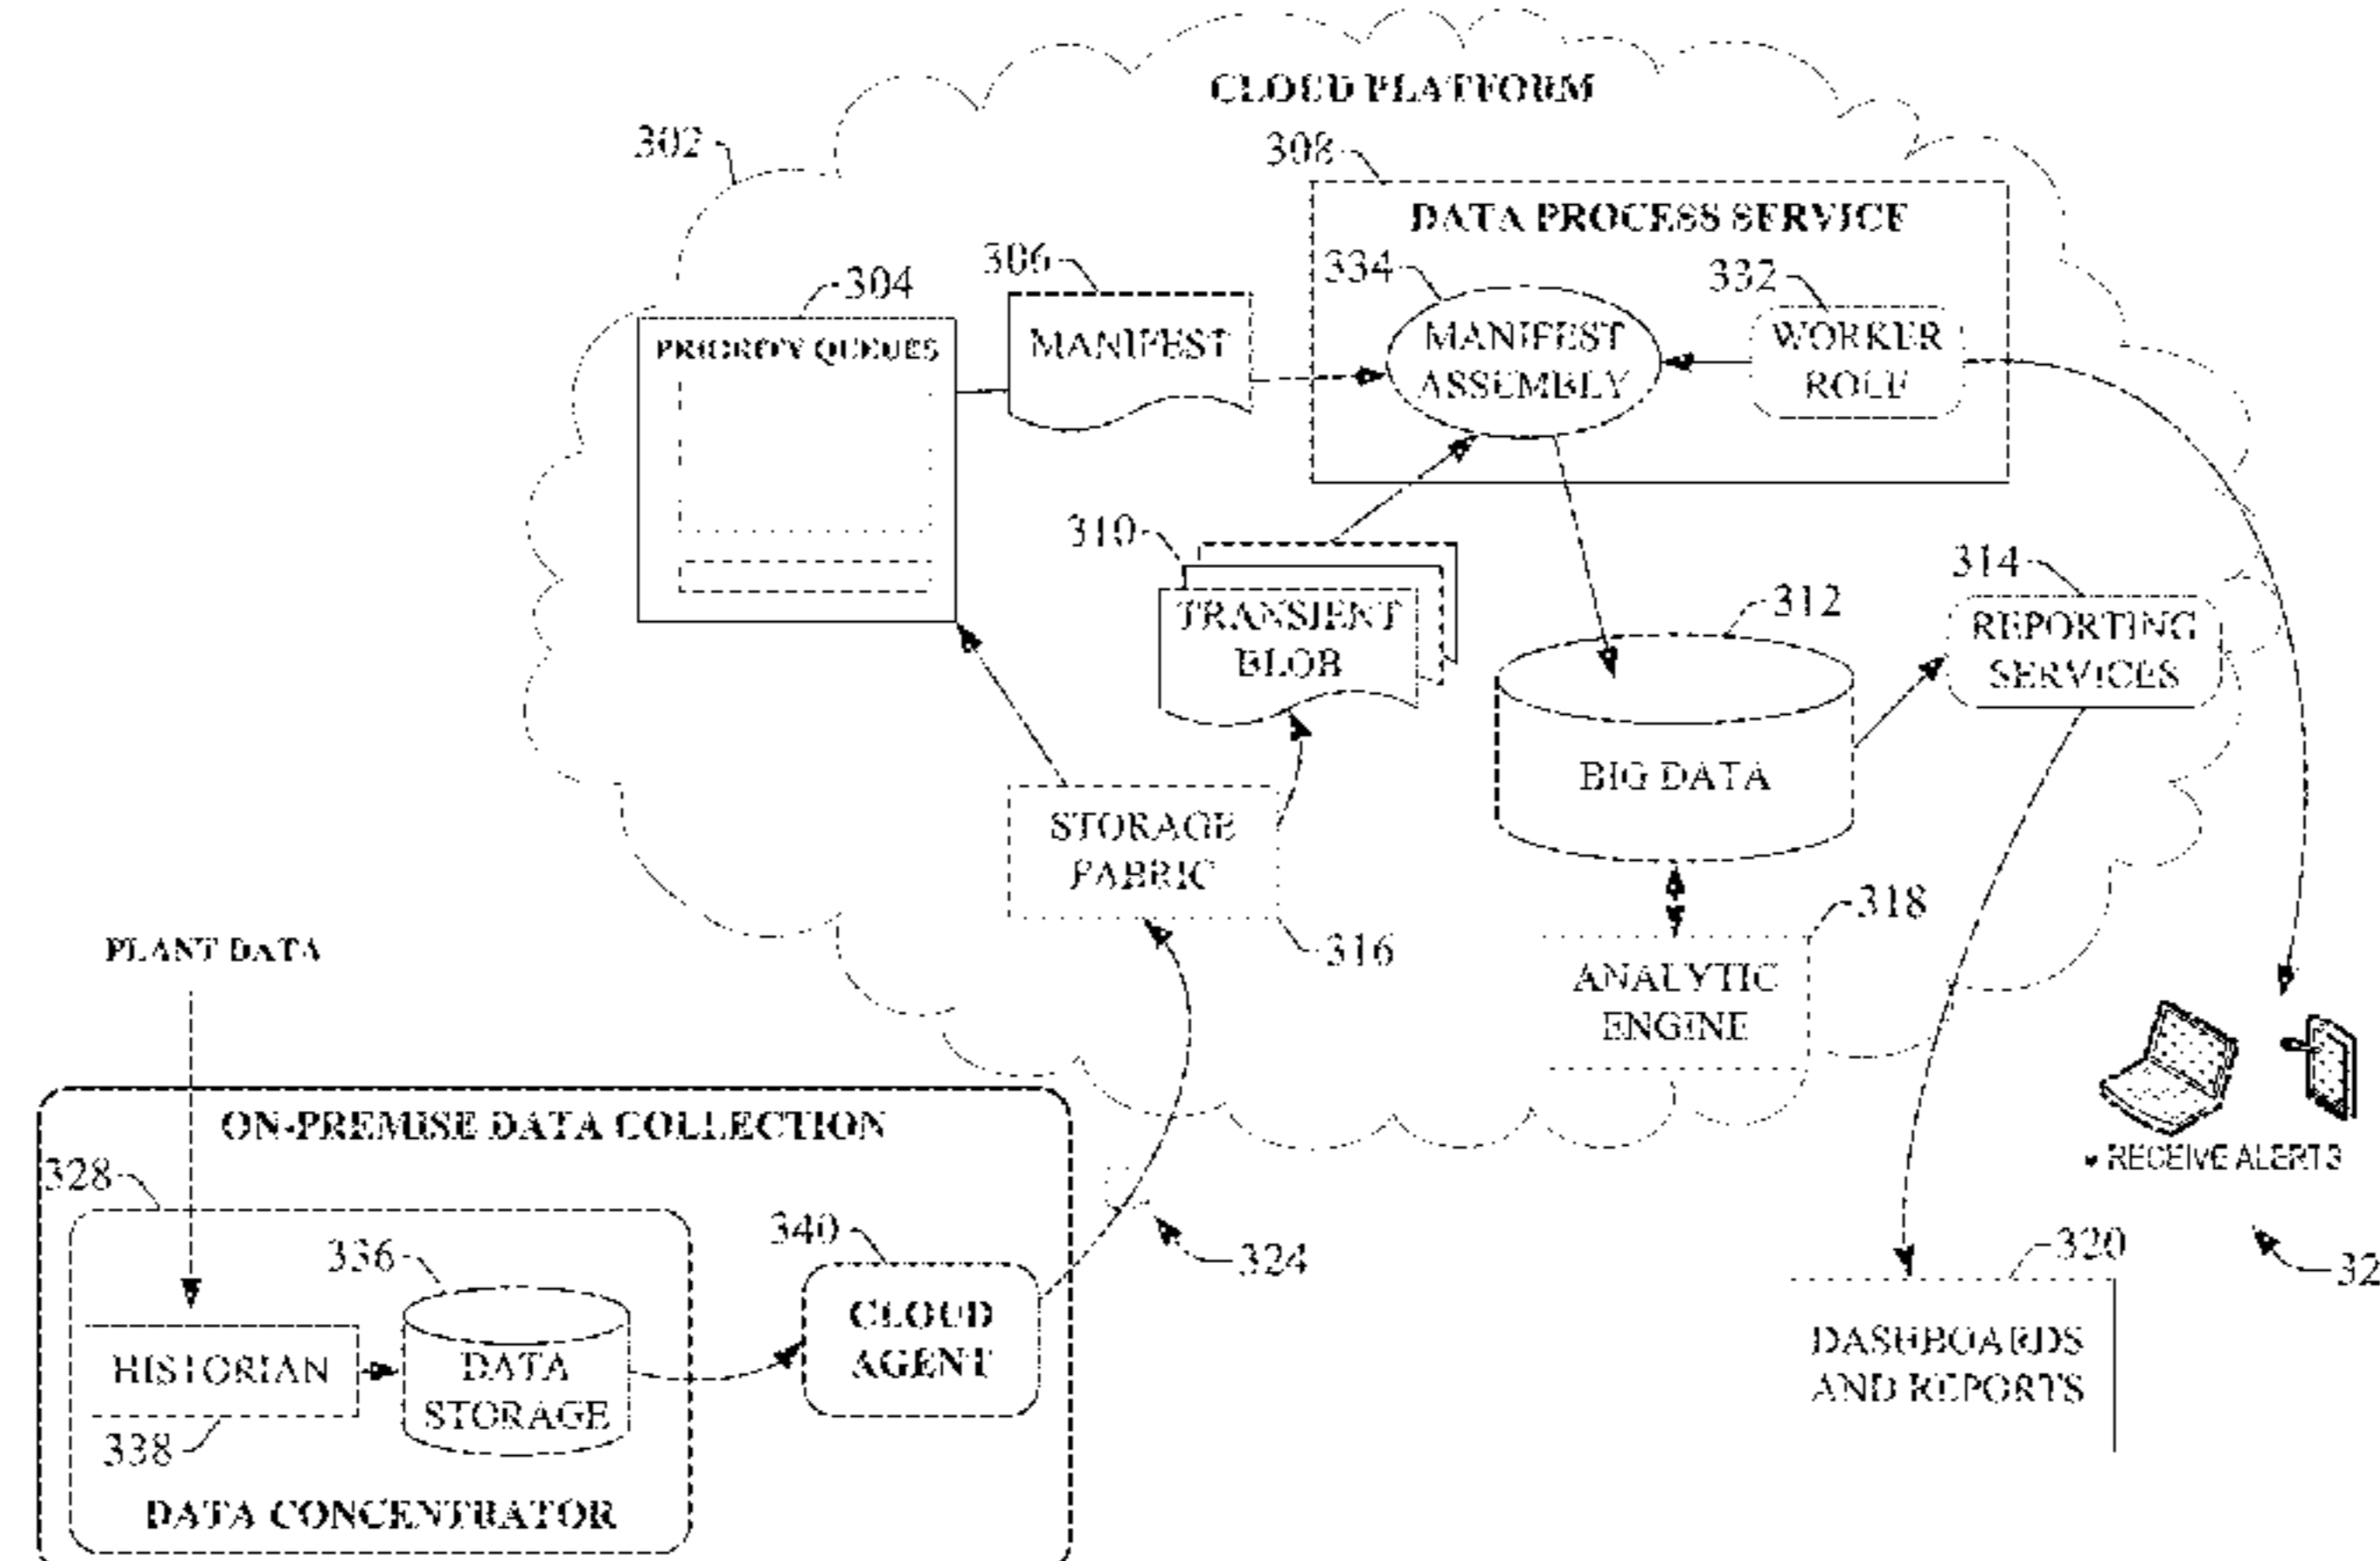 CLOUD PLATFORM
302
308
DATA PROCESS SERVICE
306
334
332
304
PRIORITY QUEUES
MANIFEST
MANIFEST
ASSEMBLY
WORKER
ROLE
310
TRANSIENT
BLOB
312
314
REPORTING
SERVICES
BIG DATA
STORAGE
FABRIC
316
318
ANALYTIC
ENGINE
PLANT DATA
RECEIVE ALERTS
ON-PREMISE DATA COLLECTION
328
336
340
324
320
HISTORIAN
DATA
STORAGE
CLOUD
AGENT
338
DATA CONCENTRATOR
DASHBOARDS
AND REPORTS